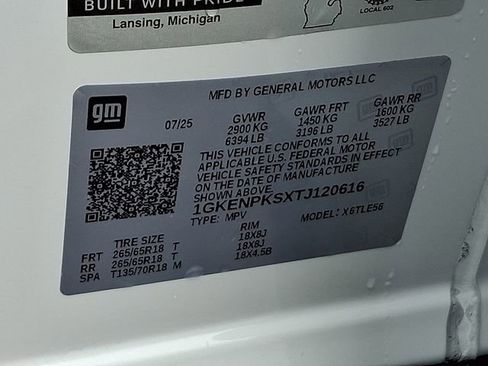 BUILT WITH PRIDE
Lansing, Michigan
LOCAL 602
MFD BY GENERAL MOTORS LLC
gm
07/25
GVWR GAWR FRT GAWR RR
2900 KG 1450 KG 1600 KG
6394 LB 3196 LB 3527 LB
THIS VEHICLE CONFORMS TO ALL
APPLICABLE U.S. FEDERAL MOTOR
VEHICLE SAFETY STANDARDS IN EFFECT
ON THE DATE OF MANUFACTURE
SHOWN ABOVE.
1GKENPKSXTJ120616
TYPE: MPV MODEL: X6TLE56
TIRE SIZE RIM
FRT 265/65R18 T 18X8J
RR 265/65R18 T 18X8J
SPA T135/70R18 M 18X4.5B